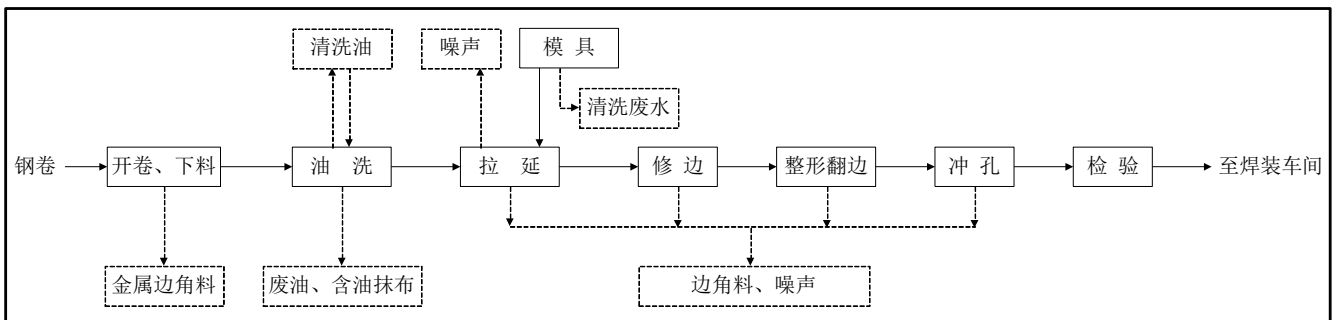 清洗油
噪声
模 具
清洗废水
钢卷
开卷、下料
油 洗
拉 延
修 边
整形翻边
冲 孔
检 验
至焊装车间
金属边角料
废油、含油抹布
边角料、噪声